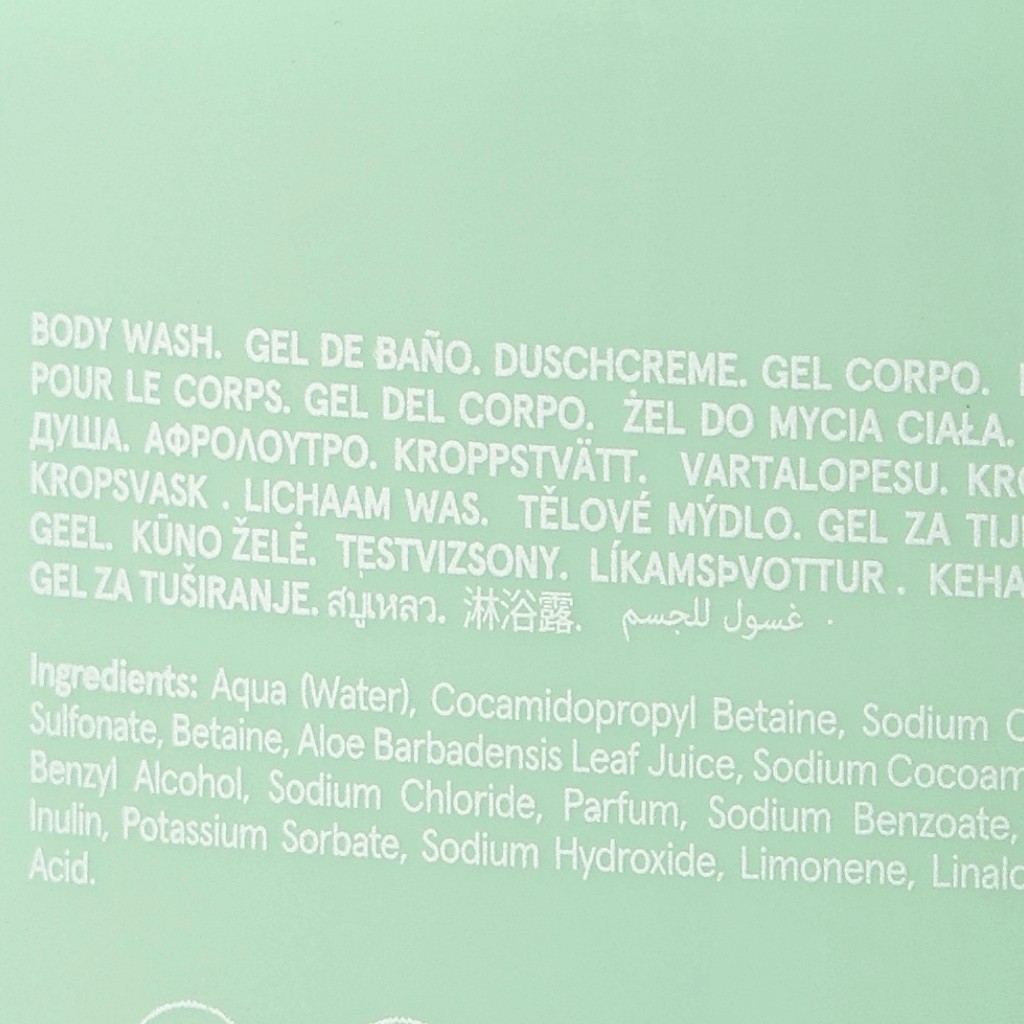 BODY WASH. GEL DE BAÑO. DUSCHCREME. GEL CORPO.
POUR LE CORPS. GEL DEL CORPO. ŻEL DO MYCIA CIAŁA.
ДУША. ΑΦΡΟΛΟΥΤΡΟ. KROPPSTVÄTT. VARTALOPESU.
KROPSVASK . LICHAAM WAS. TĚLOVÉ MÝDLO. GEL ZA
GEEL. KŪNO ŽELĖ. TĘSTVIZSONY. LÍKAMSÞVOTTUR .
GEL ZA TUŠIRANJE. สบู่เหลว. 淋浴露. غسول للجسم .
Ingredients: Aqua (Water), Cocamidopropyl Betaine, Sodium
Sulfonate, Betaine, Aloe Barbadensis Leaf Juice, Sodium
Benzyl Alcohol, Sodium Chloride, Parfum, Sodium Benzoate,
Inulin, Potassium Sorbate, Sodium Hydroxide, Limonene,
Acid.